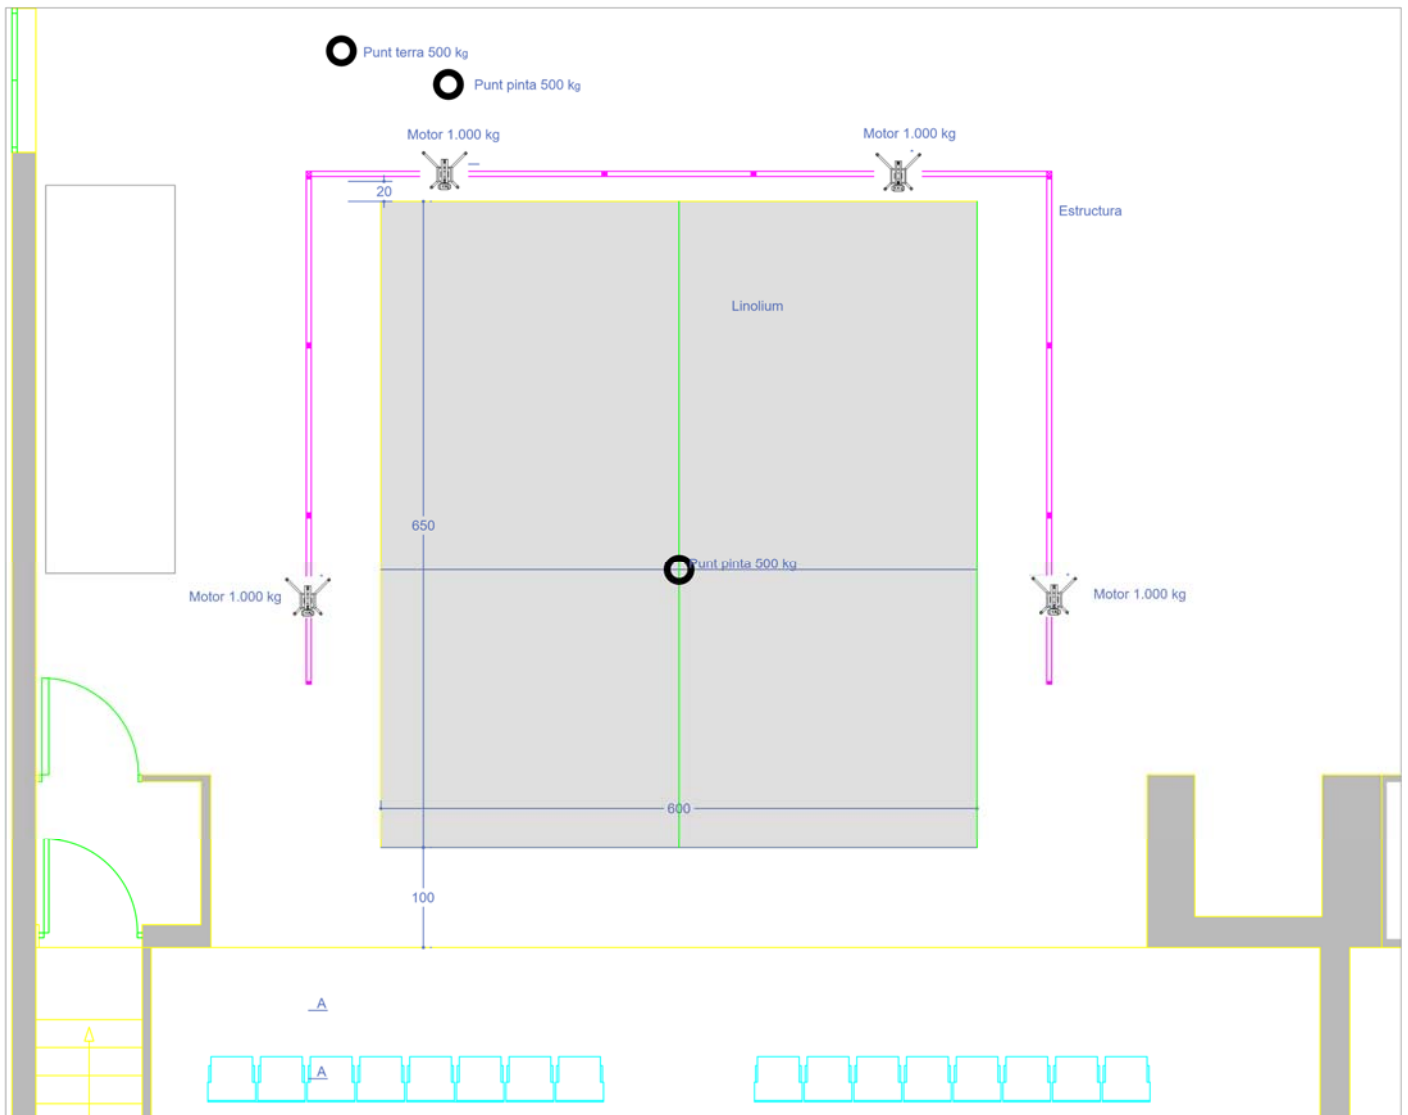 Punt terra 500 kg
Punt pinta 500 kg
Motor 1.000 kg
Motor 1.000 kg
20
Estructura
Linolium
650
Punt pinta 500 kg
Motor 1.000 kg
Motor 1.000 kg
600
100
A
A